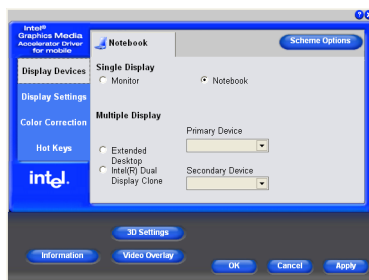 Intel®
Graphics Media
Accelerator Driver
for mobile
Notebook
Scheme Options
Display Devices
Display Settings
Color Correction
Hot Keys
intel.
Single Display
Monitor
Notebook
Multiple Display
Primary Device
Extended
Desktop
Intel(R) Dual
Display Clone
Secondary Device
3D Settings
Information
Video Overlay
OK
Cancel
Apply